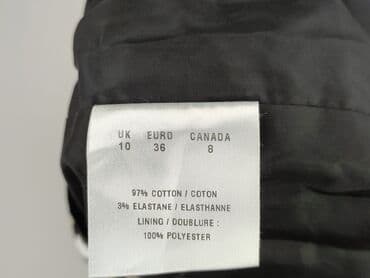 UK EURO CANADA
10 36 8
97% COTTON / COTON
3% ELASTANE / ELASTHANNE
LINING / DOUBLURE :
100% POLYESTER